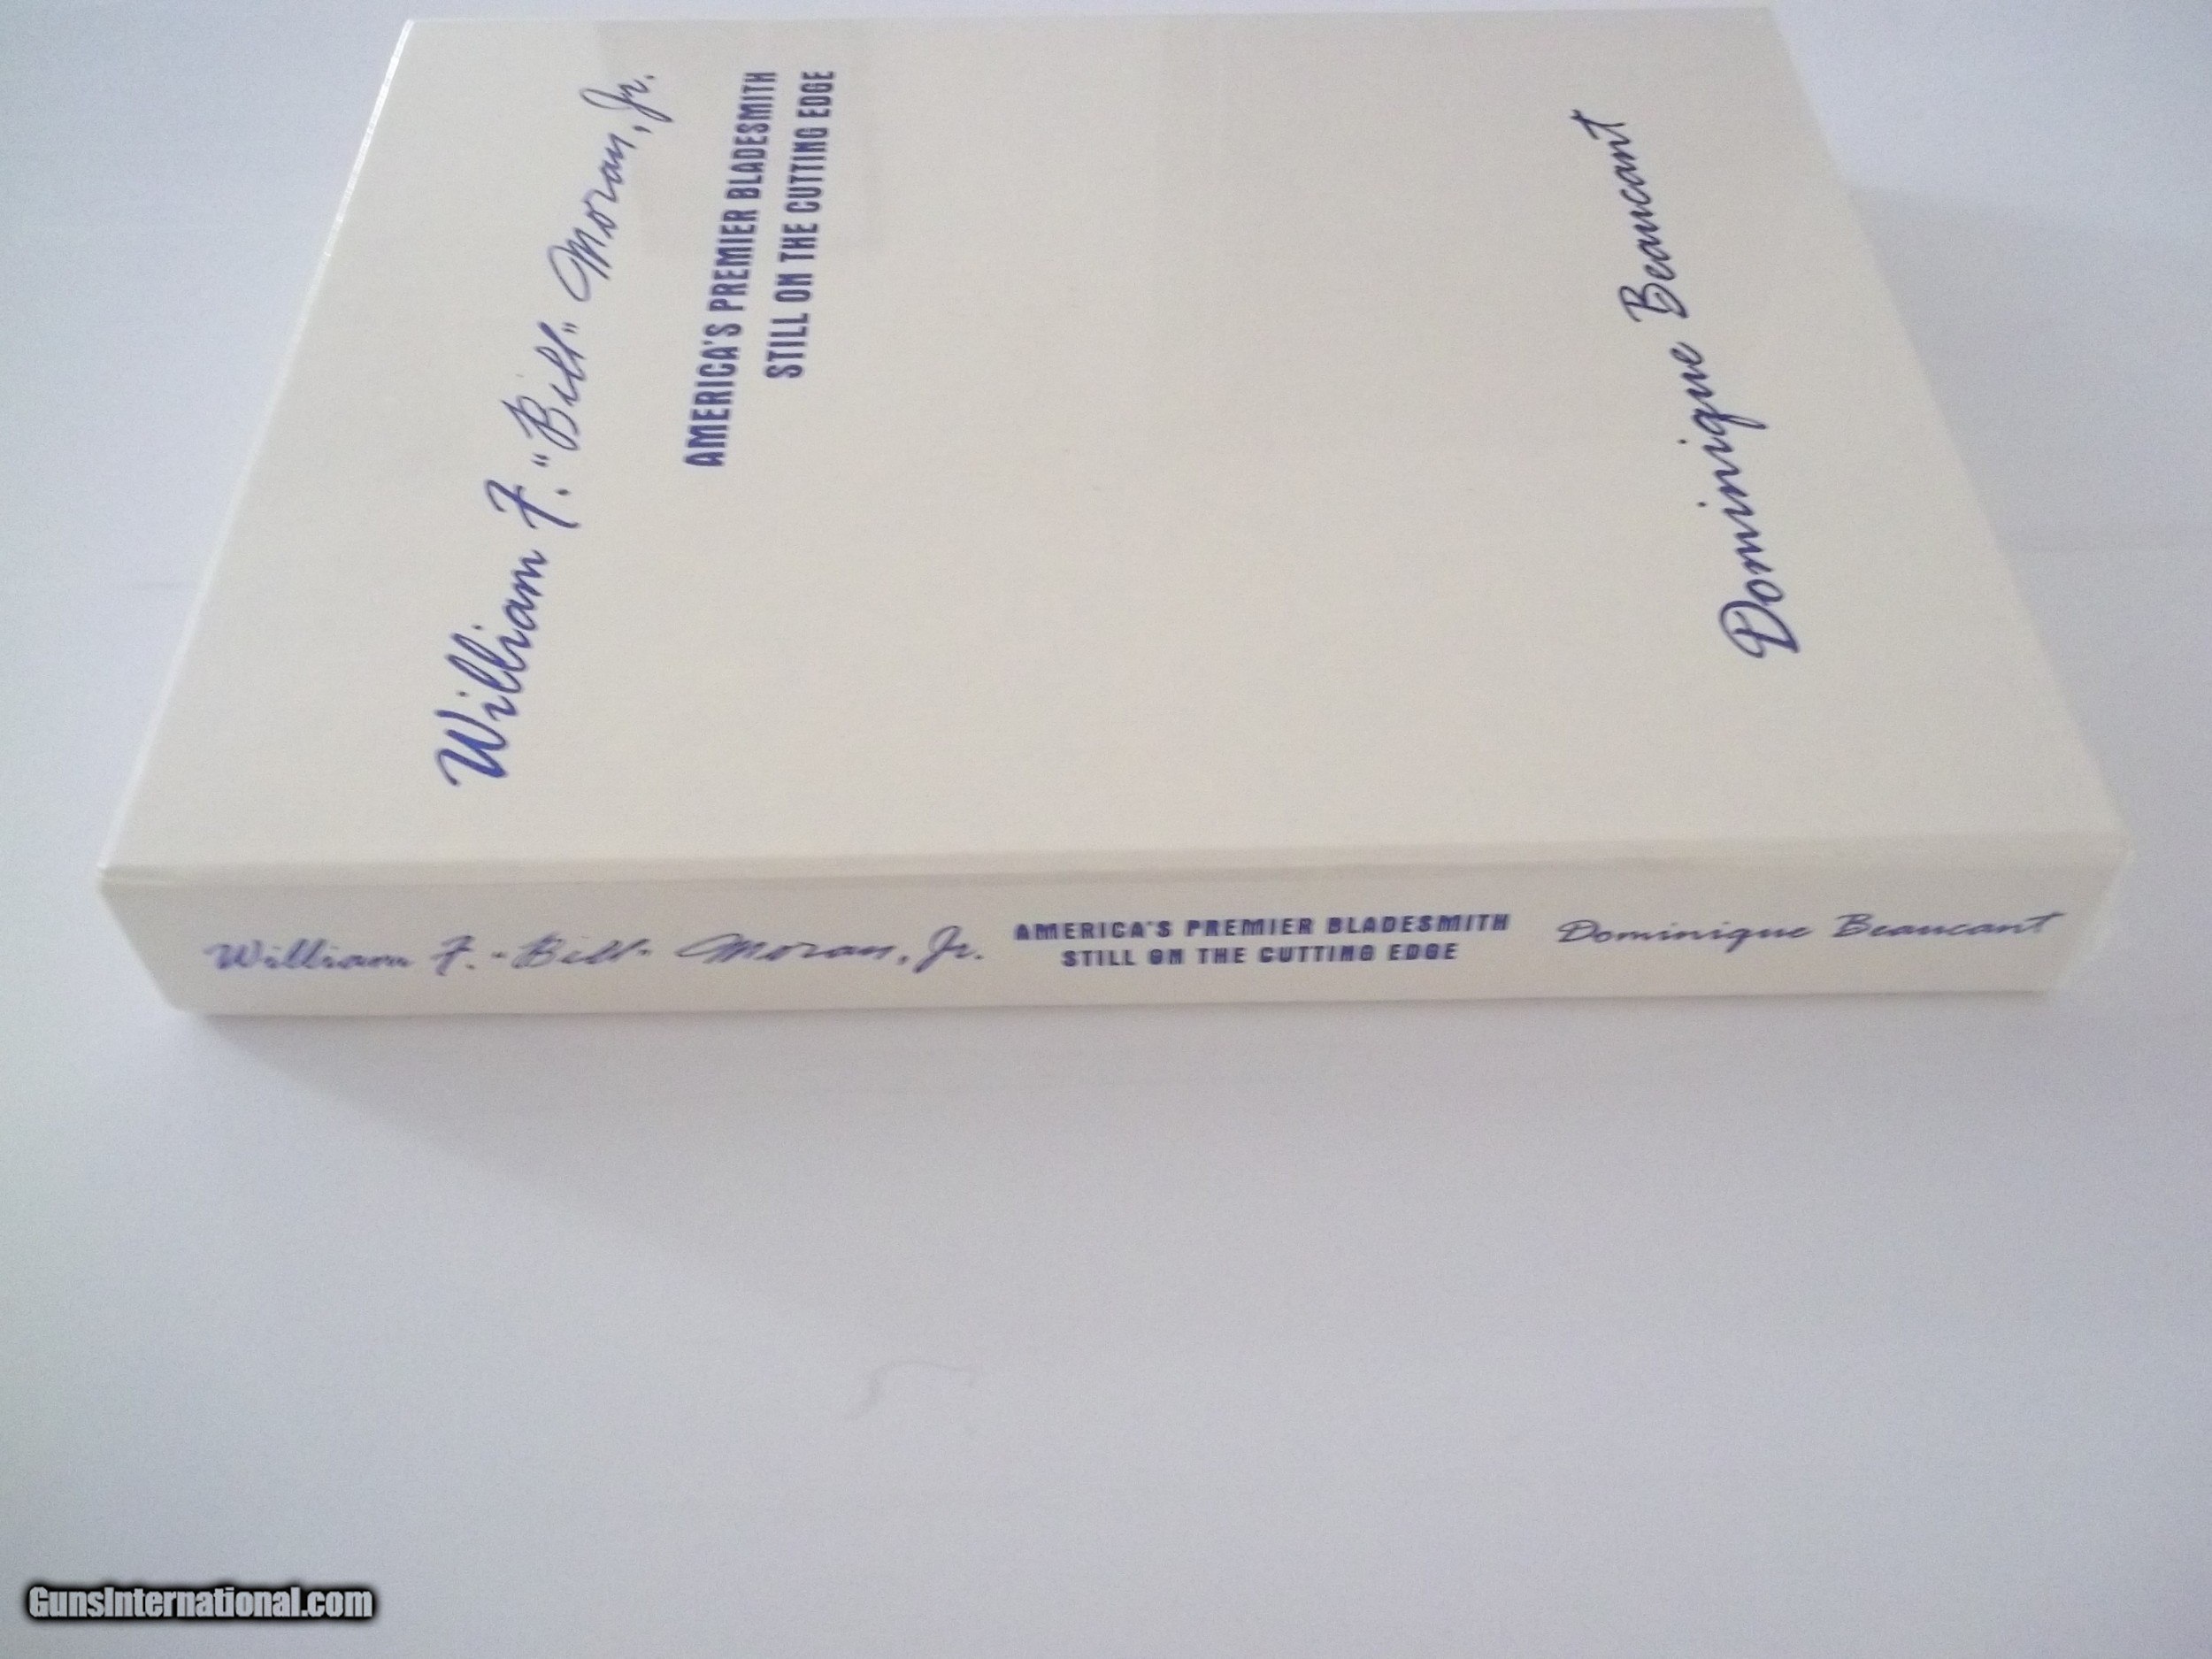 William F. "Bill" Moran, Jr.
AMERICA'S PREMIER BLADESMITH
STILL ON THE CUTTING EDGE
Dominique Beaucant
William F. "Bill" Moran, Jr.
AMERICA'S PREMIER BLADESMITH
STILL ON THE CUTTING EDGE
Dominique Beaucant
GunsInternational.com